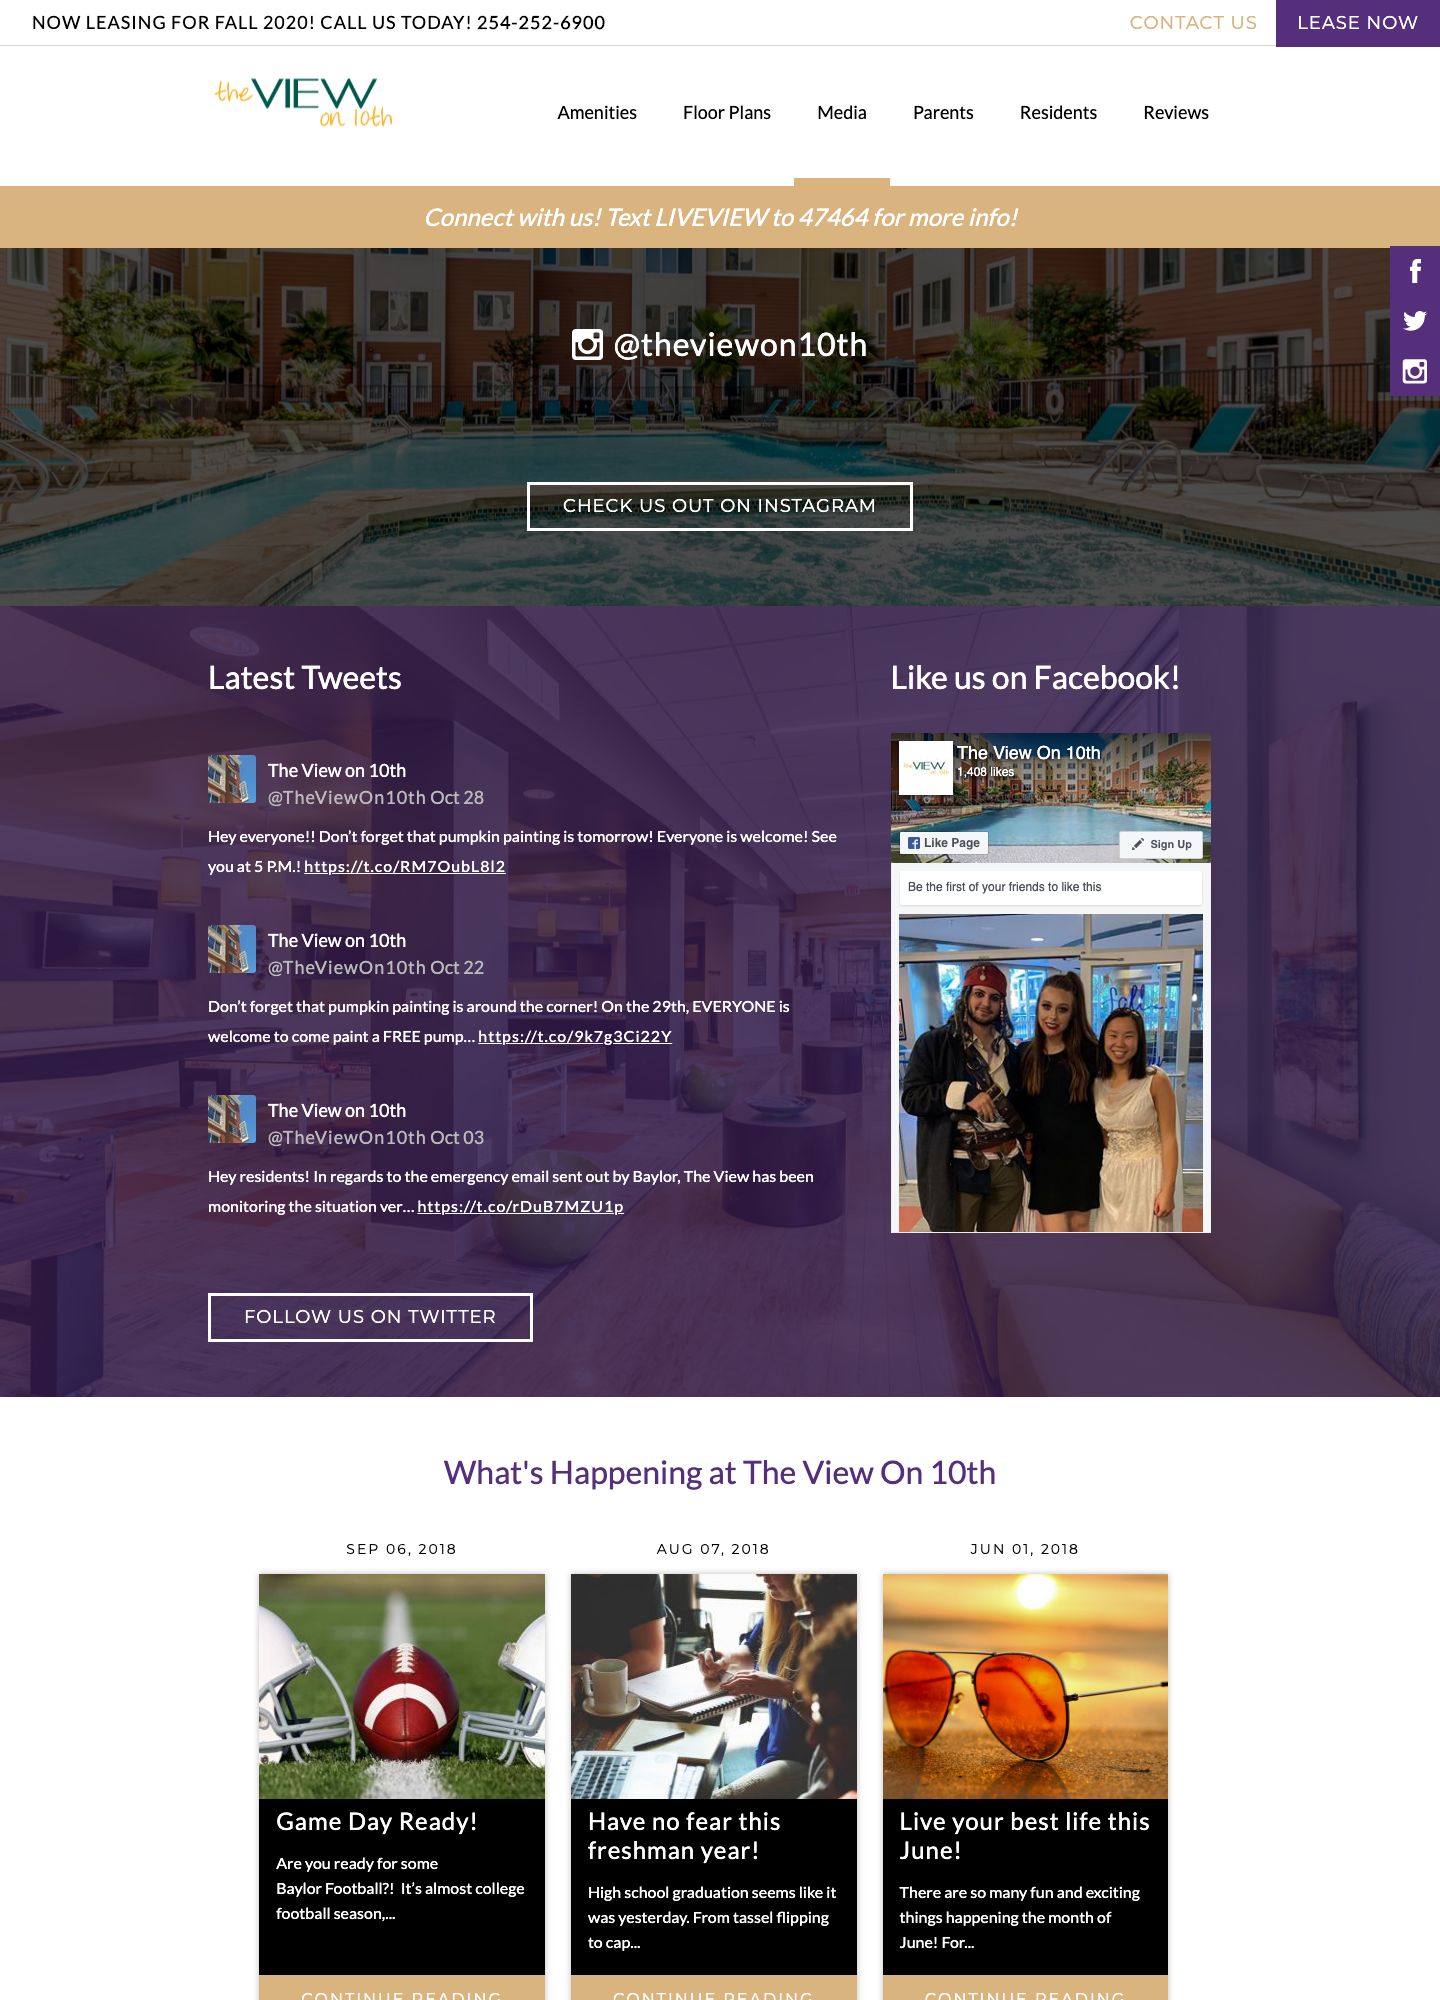 NOW LEASING FOR FALL 2020! CALL US TODAY! 254-252-6900
CONTACT US
LEASE NOW
the VIEW
on 10th
Amenities
Floor Plans
Media
Parents
Residents
Reviews
Connect with us! Text LIVEVIEW to 47464 for more info!
@theviewon10th
CHECK US OUT ON INSTAGRAM
Latest Tweets
The View on 10th
@TheViewOn10th Oct 28
Hey everyone!! Don’t forget that pumpkin painting is tomorrow! Everyone is welcome! See
you at 5 P.M.! https://t.co/RM7OubL8l2
The View on 10th
@TheViewOn10th Oct 22
Don’t forget that pumpkin painting is around the corner! On the 29th, EVERYONE is
welcome to come paint a FREE pump... https://t.co/9k7g3Ci22Y
The View on 10th
@TheViewOn10th Oct 03
Hey residents! In regards to the emergency email sent out by Baylor, The View has been
monitoring the situation ver... https://t.co/rDuB7MZU1p
FOLLOW US ON TWITTER
Like us on Facebook!
the VIEW
on 10th
The View On 10th
1,408 likes
Like Page
Sign Up
Be the first of your friends to like this
fall
What's Happening at The View On 10th
SEP 06, 2018
AUG 07, 2018
JUN 01, 2018
Game Day Ready!
Are you ready for some
Baylor Football?!  It’s almost college
football season,...
CONTINUE READING
Have no fear this
freshman year!
High school graduation seems like it
was yesterday. From tassel flipping
to cap...
CONTINUE READING
Live your best life this
June!
There are so many fun and exciting
things happening the month of
June! For...
CONTINUE READING